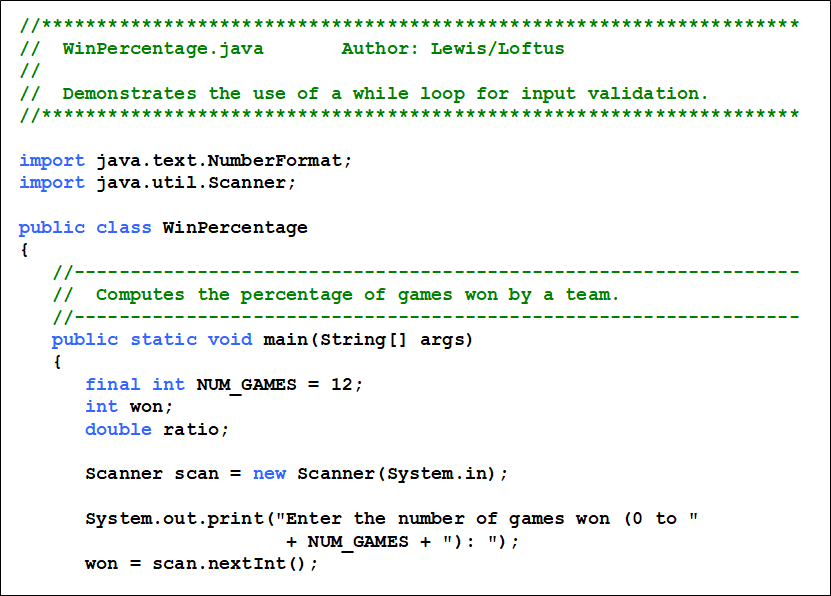 //********************************************************************
//  WinPercentage.java       Author: Lewis/Loftus
//
//  Demonstrates the use of a while loop for input validation.
//********************************************************************

import java.text.NumberFormat;
import java.util.Scanner;

public class WinPercentage
{
   //-----------------------------------------------------------------
   //  Computes the percentage of games won by a team.
   //-----------------------------------------------------------------
   public static void main(String[] args)
   {
      final int NUM_GAMES = 12;
      int won;
      double ratio;

      Scanner scan = new Scanner(System.in);

      System.out.print("Enter the number of games won (0 to "
                        + NUM_GAMES + "): ");
      won = scan.nextInt();